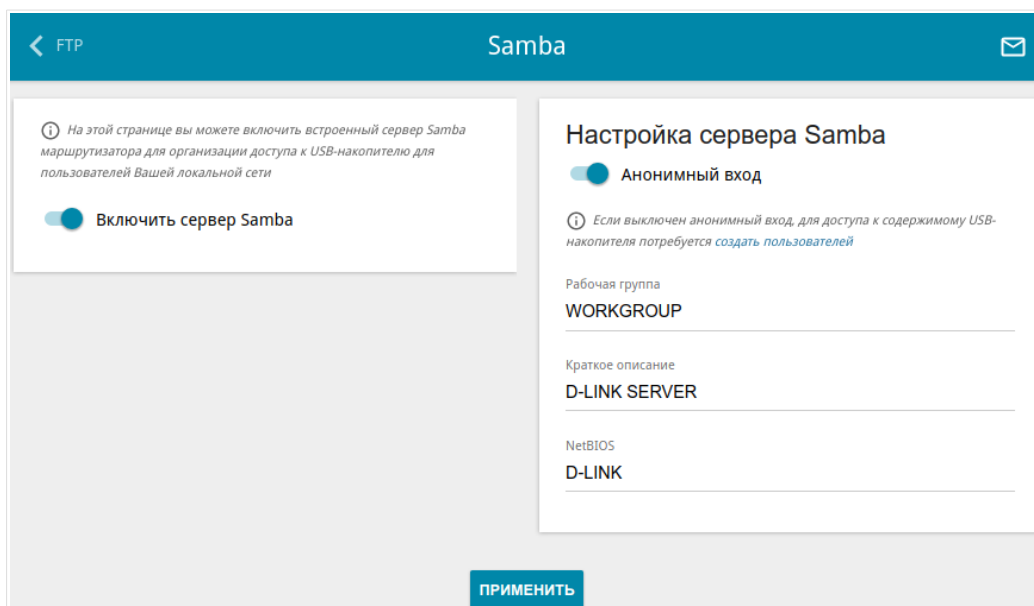 FTP
Samba
На этой странице вы можете включить встроенный сервер Samba
маршрутизатора для организации доступа к USB-накопителю для
пользователей Вашей локальной сети
Включить сервер Samba
Настройка сервера Samba
Анонимный вход
Если выключен анонимный вход, для доступа к содержимому USB-
накопителя потребуется создать пользователей
Рабочая группа
WORKGROUP
Краткое описание
D-LINK SERVER
NetBIOS
D-LINK
ПРИМЕНИТЬ